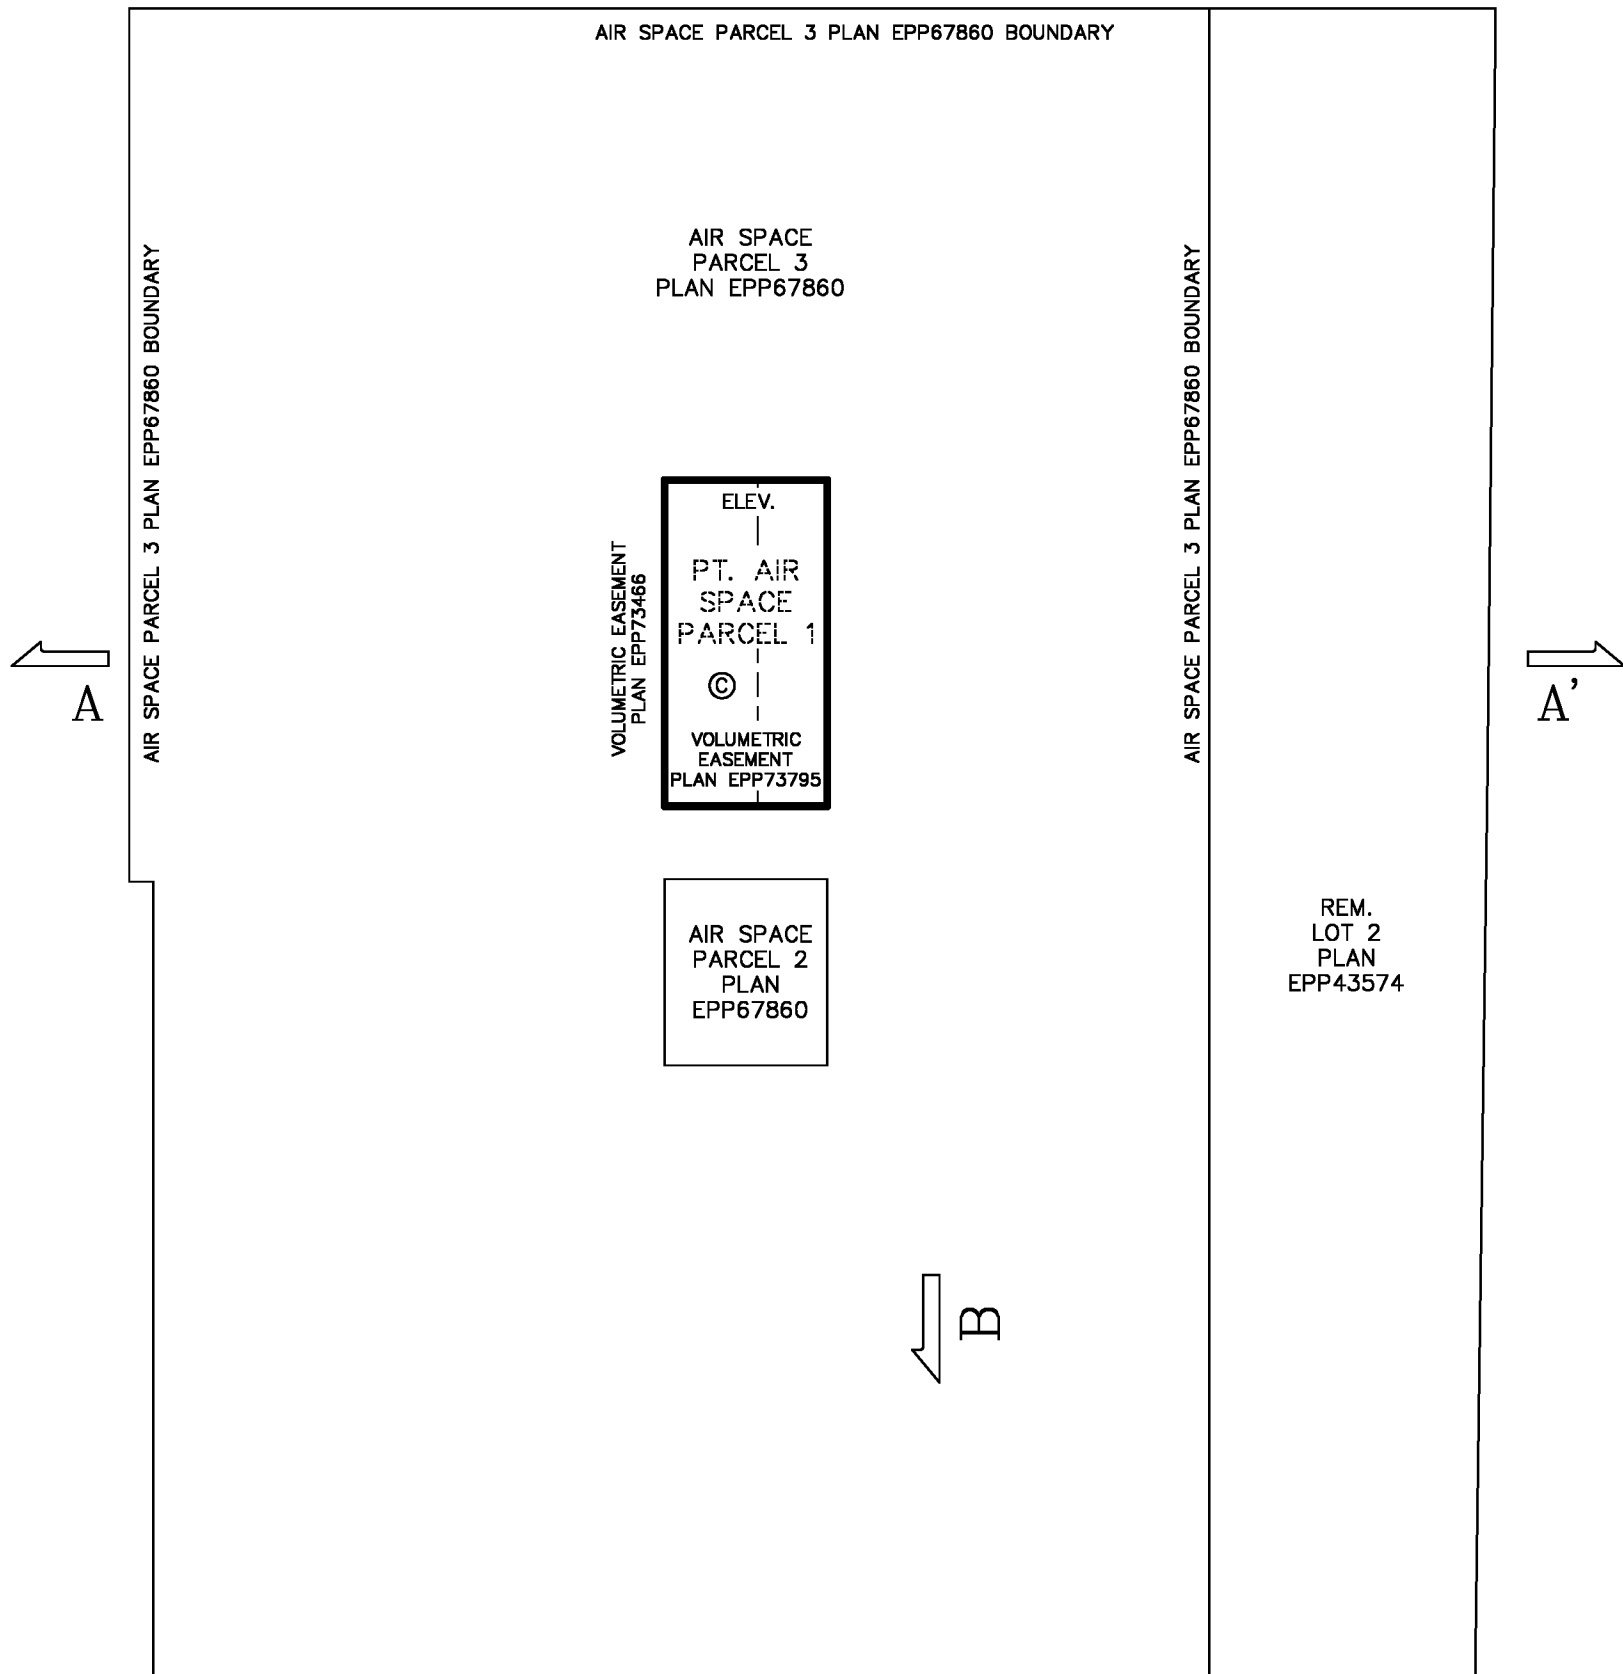 AIR SPACE PARCEL 3 PLAN EPP67860 BOUNDARY
AIR SPACE
PARCEL 3
PLAN EPP67860
AIR SPACE PARCEL 3 PLAN EPP67860 BOUNDARY
AIR SPACE PARCEL 3 PLAN EPP67860 BOUNDARY
ELEV.
PT. AIR
SPACE
PARCEL 1
©
VOLUMETRIC
EASEMENT
PLAN EPP73795
VOLUMETRIC EASEMENT
PLAN EPP73466
A
A'
AIR SPACE
PARCEL 2
PLAN
EPP67860
REM.
LOT 2
PLAN
EPP43574
B